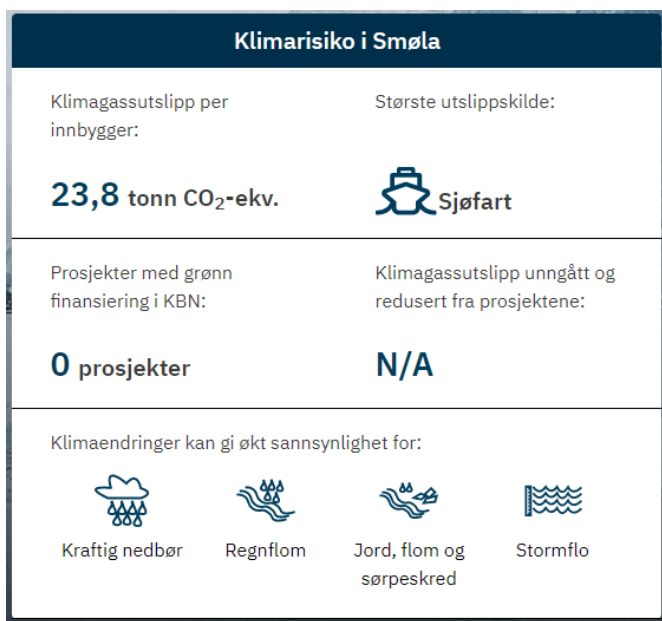 Klimarisiko i Smøla
Klimagassutslipp per
innbygger:
23,8 tonn CO₂-ekv.
Største utslippskilde:
Sjøfart
Prosjekter med grønn
finansiering i KBN:
0 prosjekter
Klimagassutslipp unngått og
redusert fra prosjektene:
N/A
Klimaendringer kan gi økt sannsynlighet for:
Kraftig nedbør
Regnflom
Jord, flom og
sørpeskred
Stormflo